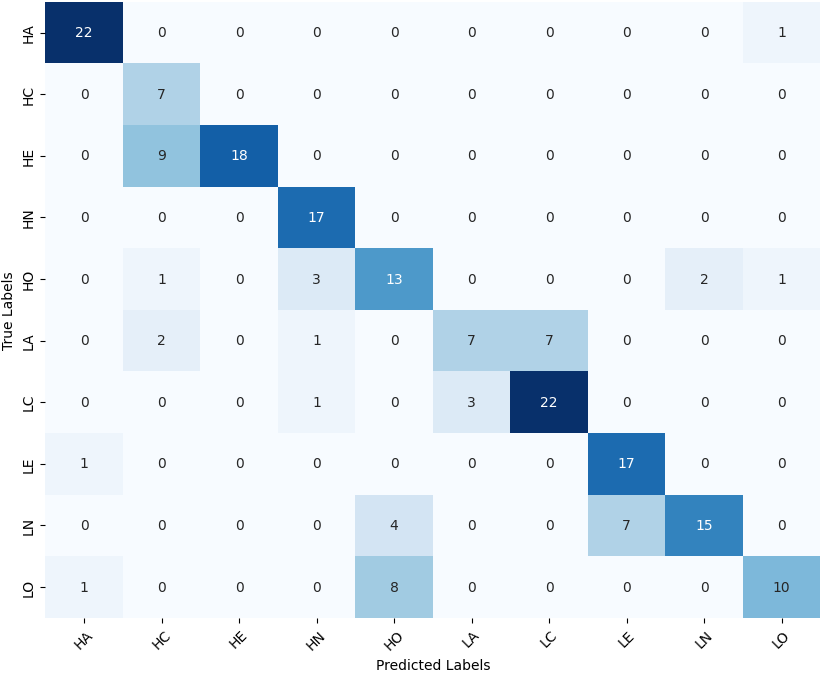 True Labels
HA 22 0 0 0 0 0 0 0 0 1
HC 0 7 0 0 0 0 0 0 0 0
HE 0 9 18 0 0 0 0 0 0 0
HN 0 0 0 17 0 0 0 0 0 0
HO 0 1 0 3 13 0 0 0 2 1
LA 0 2 0 1 0 7 7 0 0 0
LC 0 0 0 1 0 3 22 0 0 0
LE 1 0 0 0 0 0 0 17 0 0
LN 0 0 0 0 4 0 0 7 15 0
LO 1 0 0 0 8 0 0 0 0 10
HA HC HE HN HO LA LC LE LN LO
Predicted Labels